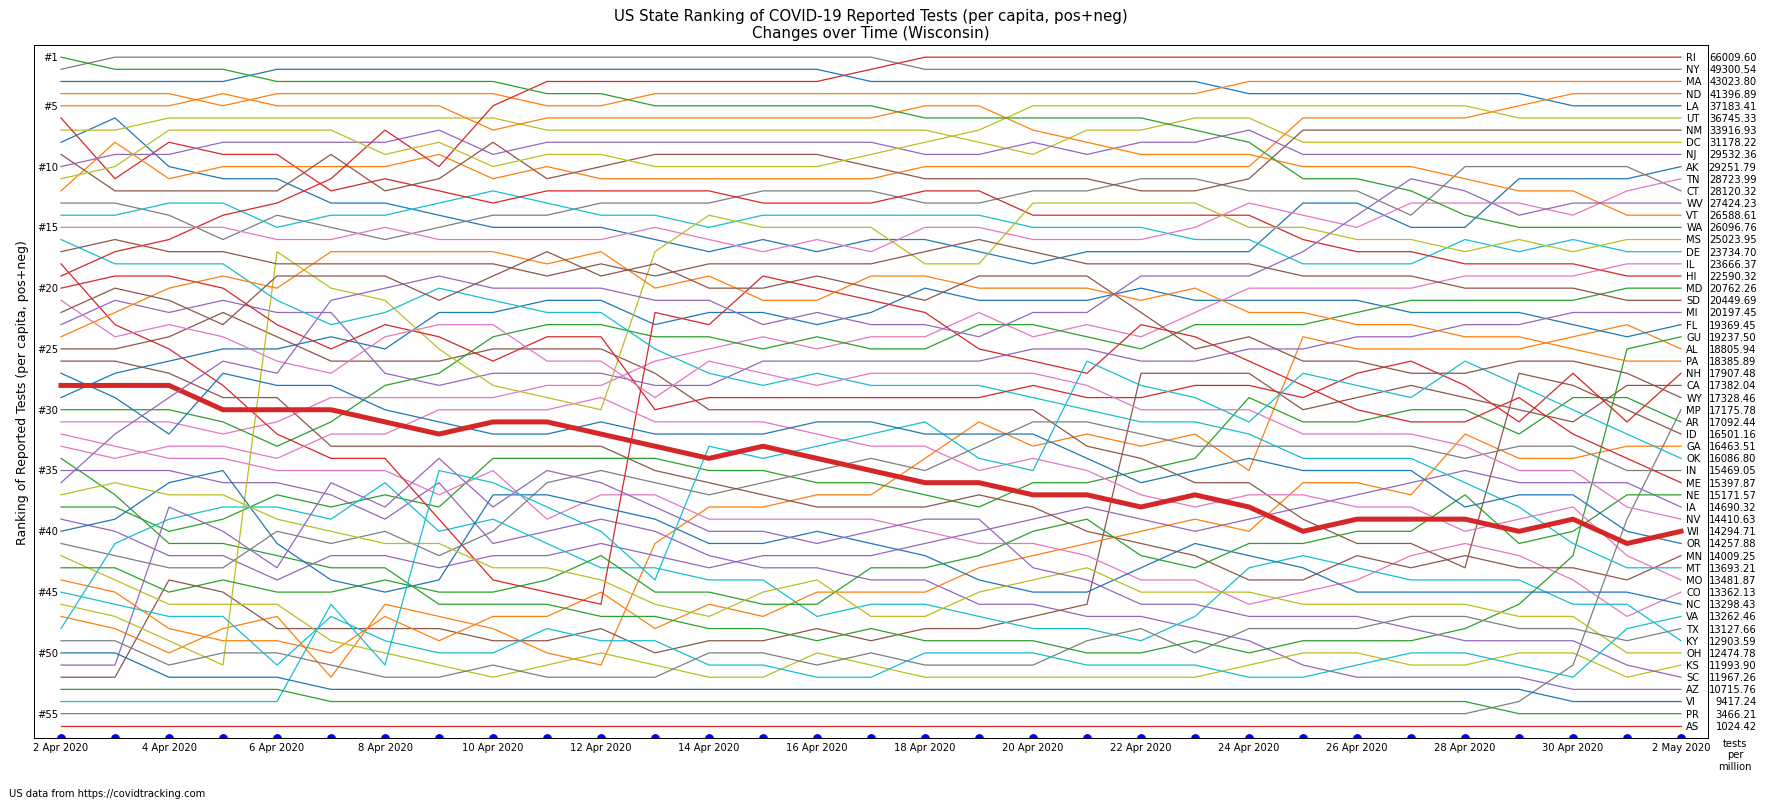 US State Ranking of COVID-19 Reported Tests (per capita, pos+neg)
Changes over Time (Wisconsin)
Ranking of Reported Tests (per capita, pos+neg)
#1
#5
#10
#15
#20
#25
#30
#35
#40
#45
#50
#55
RI 66009.60
NY 49300.54
MA 43023.80
ND 41396.89
LA 37183.41
UT 36745.33
NM 33916.93
DC 31178.22
NJ 29532.36
AK 29251.79
TN 28723.99
CT 28120.32
WV 27424.23
VT 26588.61
WA 26096.76
MS 25023.95
DE 23734.70
IL 23666.37
HI 22590.32
MD 20762.26
SD 20449.69
MI 20197.45
FL 19369.45
GU 19237.50
AL 18805.94
PA 18385.89
NH 17907.48
CA 17382.04
WY 17328.46
MP 17175.78
AR 17092.44
ID 16501.16
GA 16463.51
OK 16086.80
IN 15469.05
ME 15397.87
NE 15171.57
IA 14690.32
NV 14410.63
WI 14294.71
OR 14257.88
MN 14009.25
MT 13693.21
MO 13481.87
CO 13362.13
NC 13298.43
VA 13262.46
TX 13127.66
KY 12903.59
OH 12474.78
KS 11993.90
SC 11967.26
AZ 10715.76
VI 9417.24
PR 3466.21
AS 1024.42
2 Apr 2020 4 Apr 2020 6 Apr 2020 8 Apr 2020 10 Apr 2020 12 Apr 2020 14 Apr 2020 16 Apr 2020 18 Apr 2020 20 Apr 2020 22 Apr 2020 24 Apr 2020 26 Apr 2020 28 Apr 2020 30 Apr 2020 2 May 2020
tests
per
million
US data from https://covidtracking.com